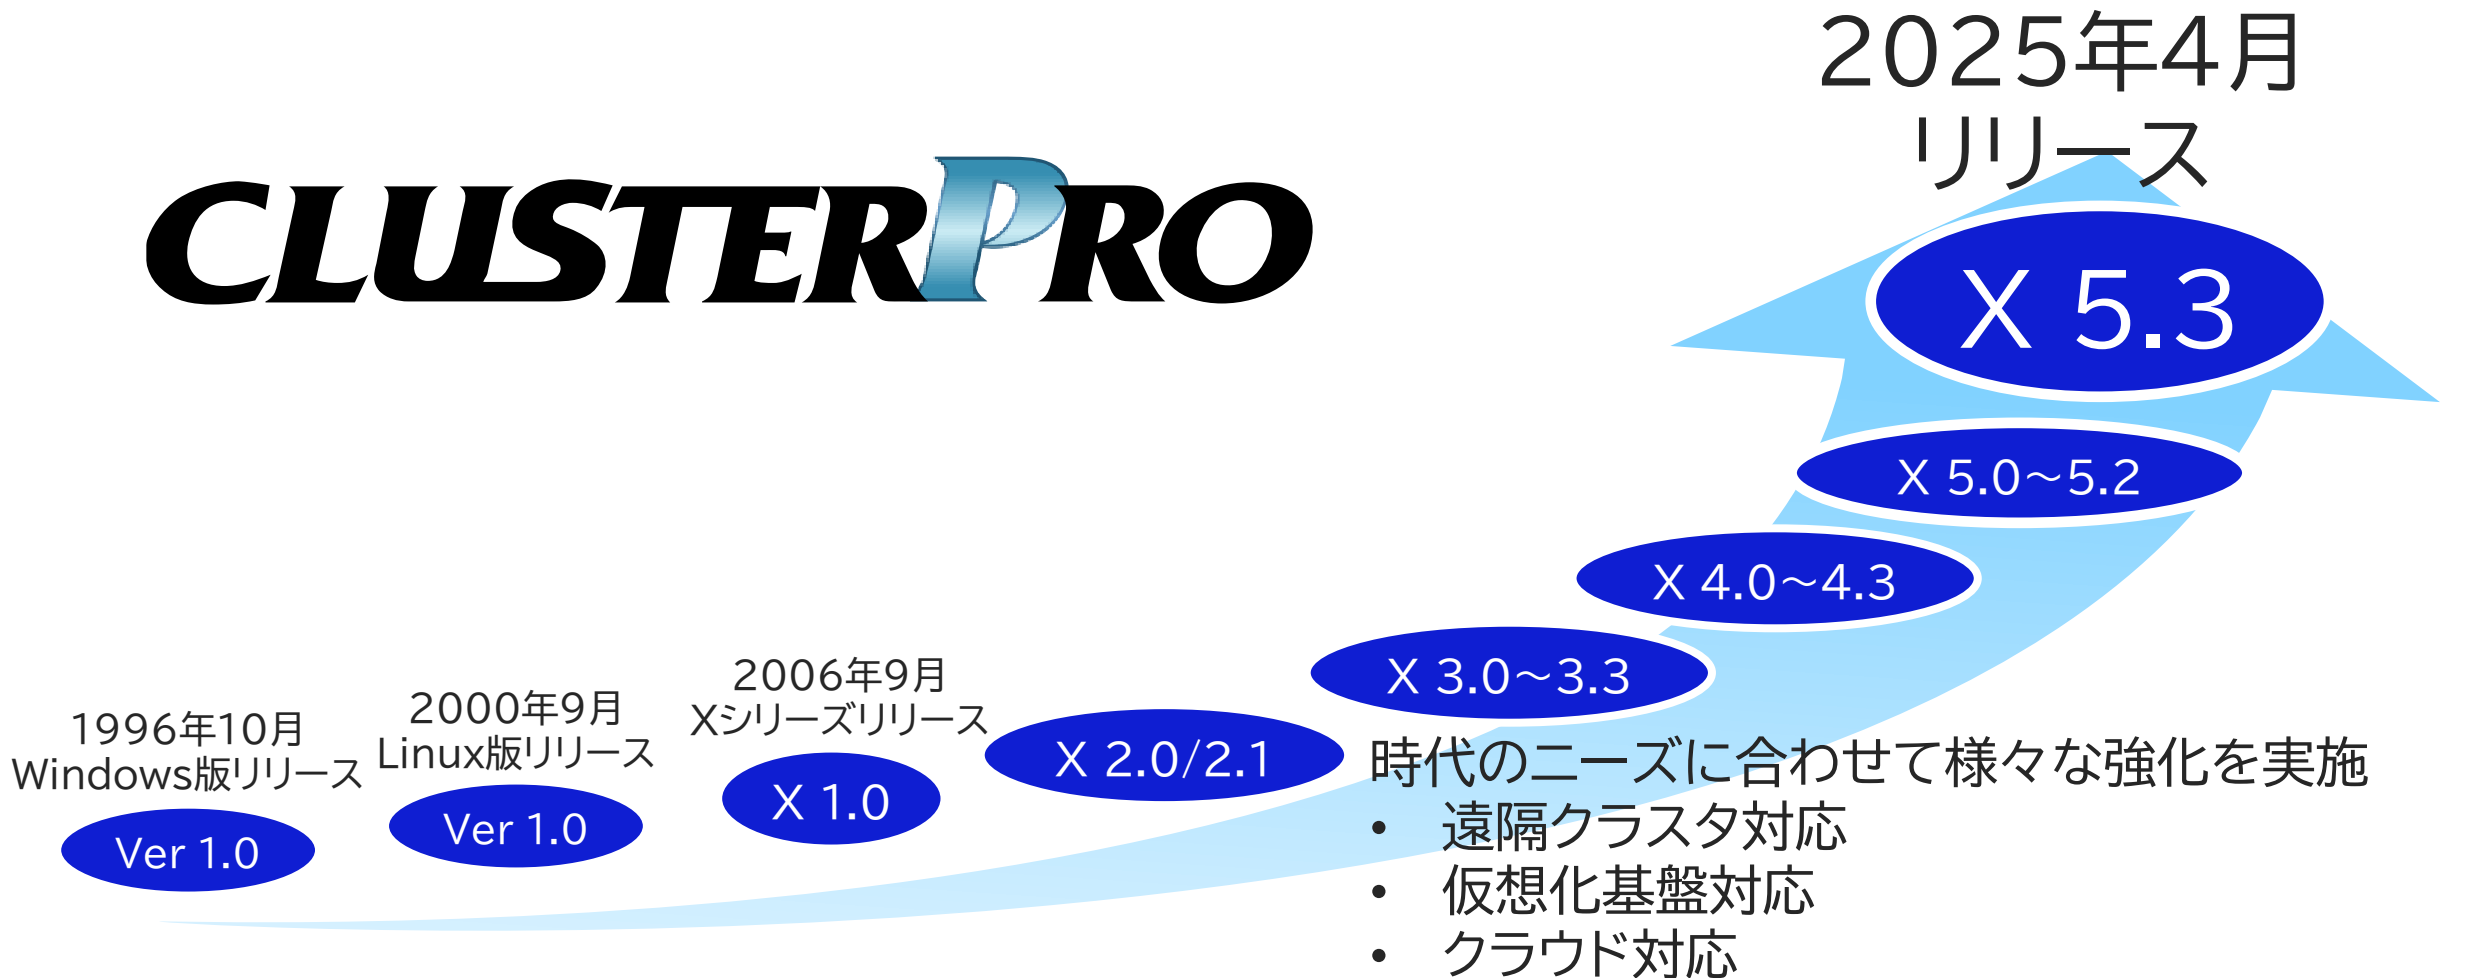 2025年4月
リリース
CLUSTERPRO
X 5.3
X 5.0～5.2
X 4.0～4.3
X 3.0～3.3
2006年9月
Xシリーズリリース
2000年9月
Linux版リリース
1996年10月
Windows版リリース
X 2.0/2.1
X 1.0
Ver 1.0
Ver 1.0
時代のニーズに合わせて様々な強化を実施
• 遠隔クラスタ対応
• 仮想化基盤対応
• クラウド対応